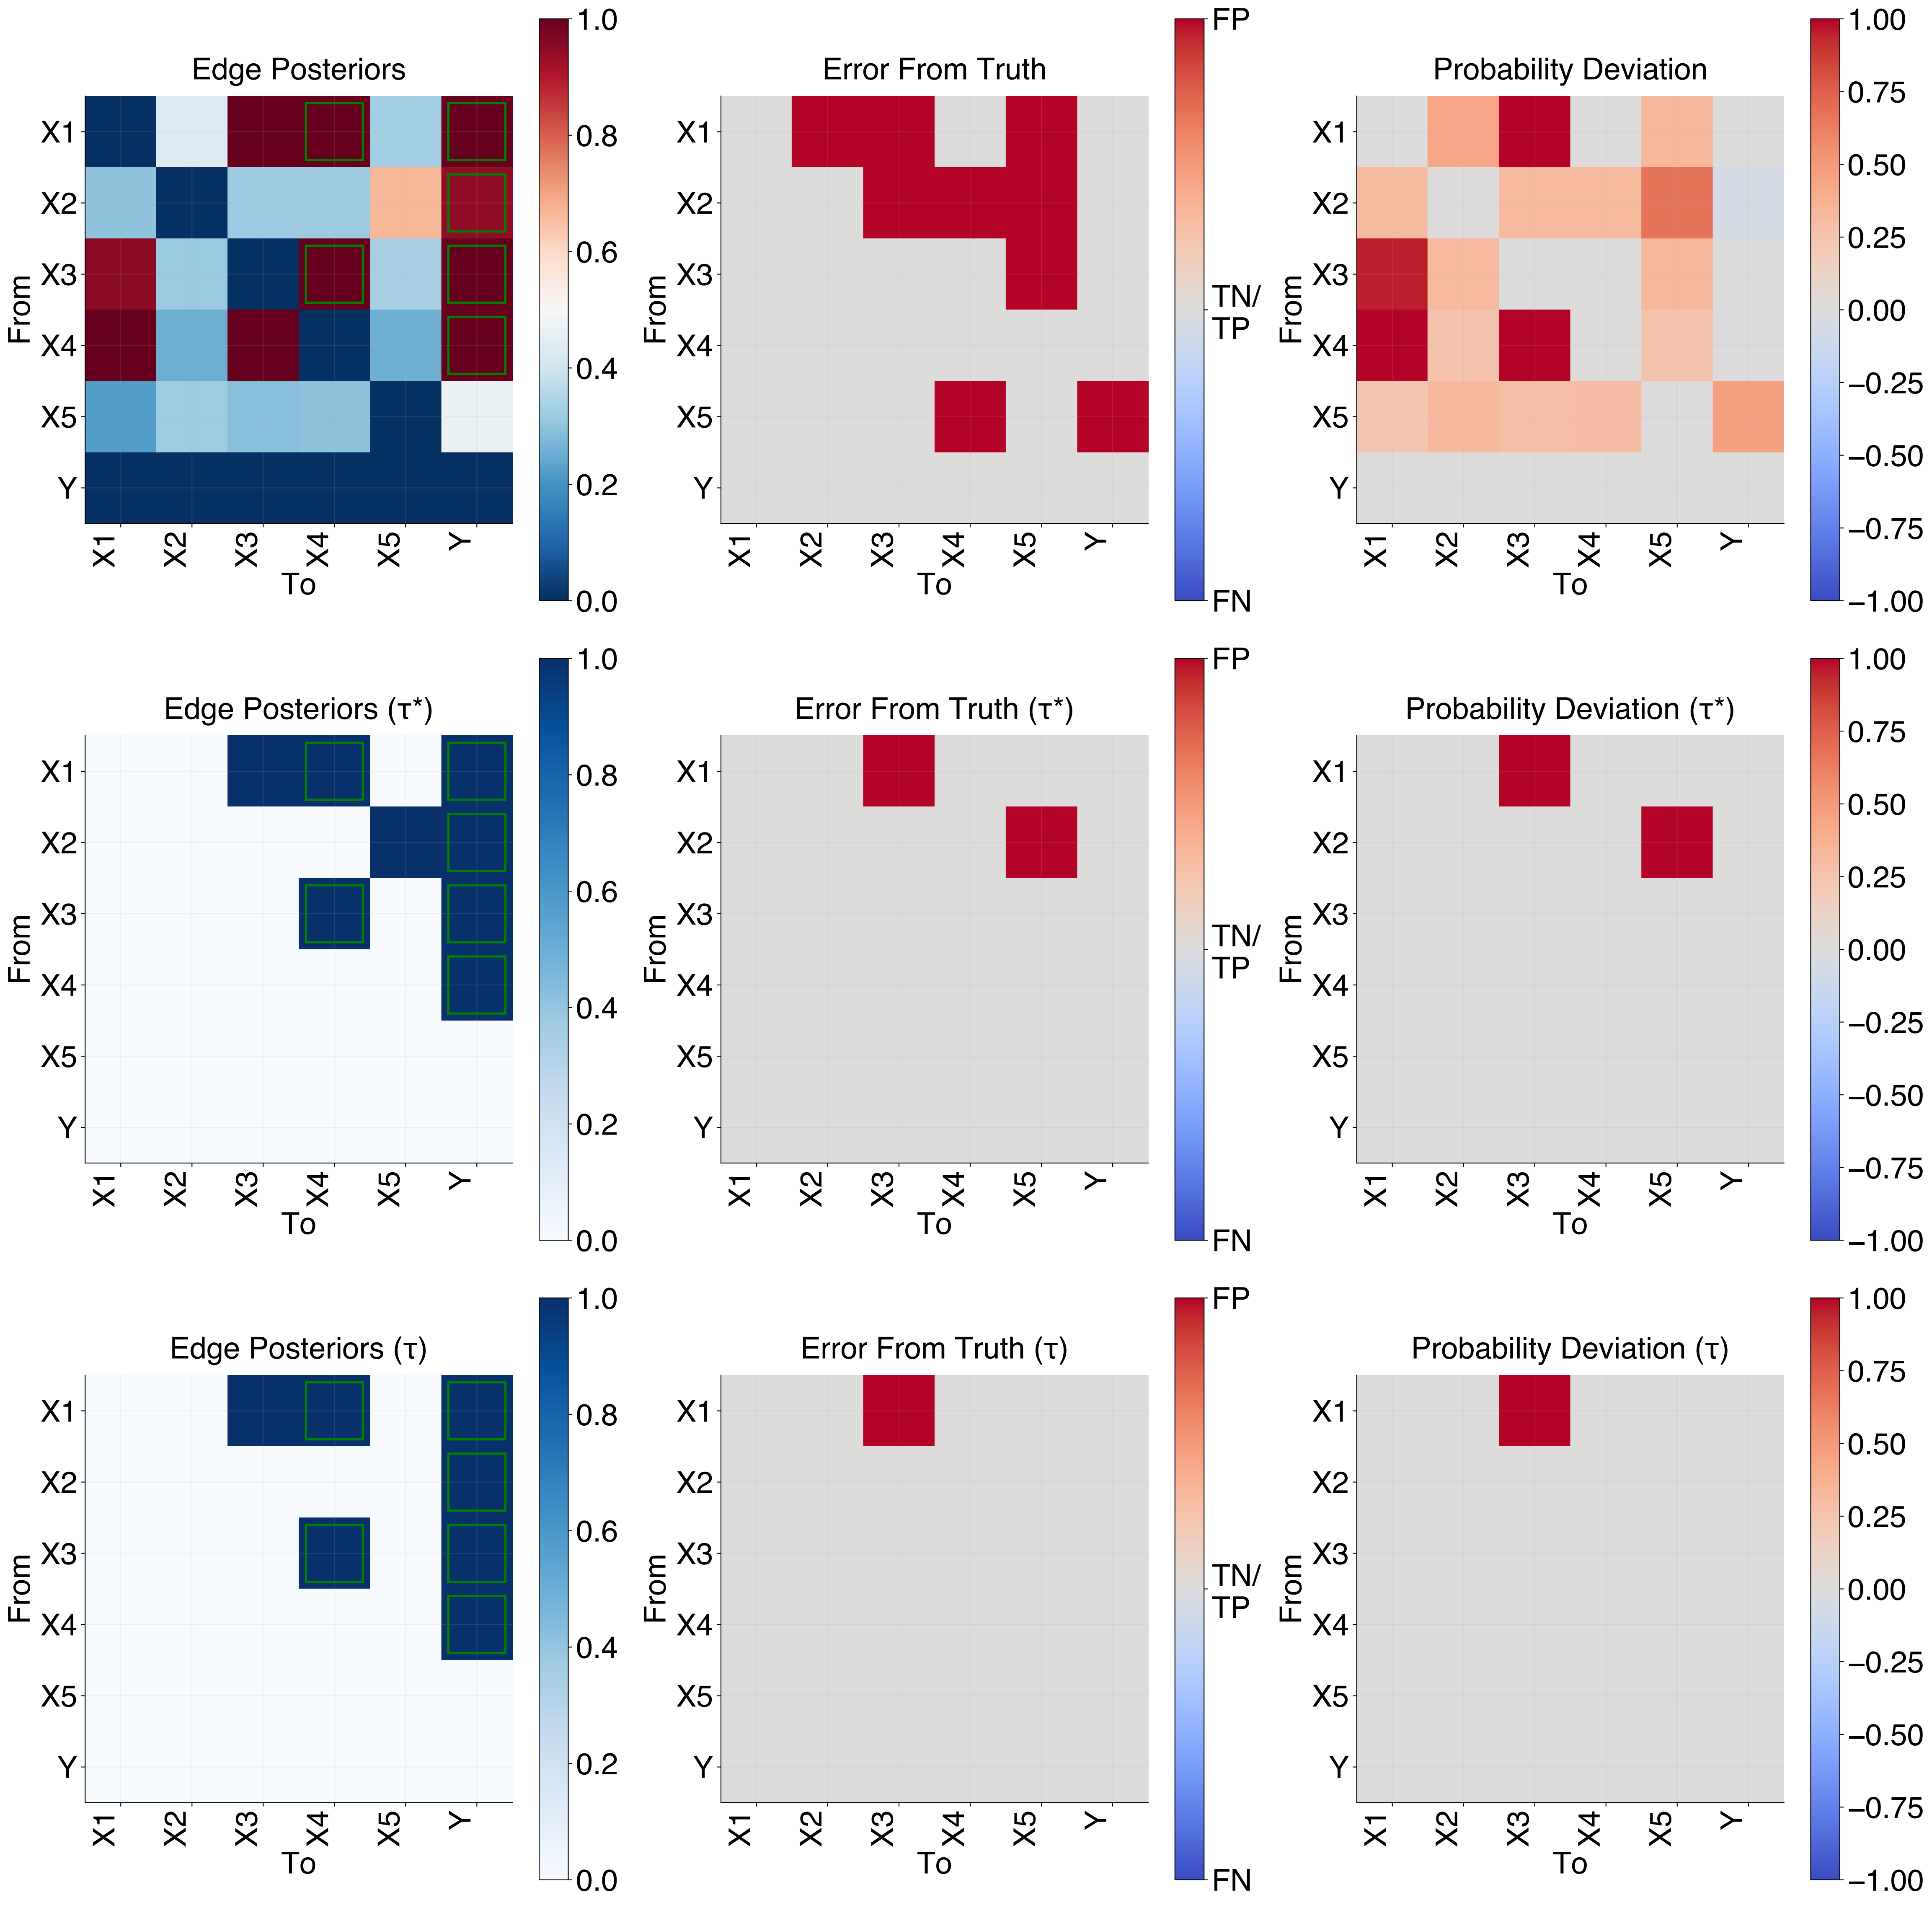 Edge Posteriors
From
X1
X2
X3
X4
X5
Y
X1
X2
X3
X4
X5
Y
To
1.0
0.8
0.6
0.4
0.2
0.0
Error From Truth
From
X1
X2
X3
X4
X5
Y
X1
X2
X3
X4
X5
Y
To
FP
TN/
TP
FN
Probability Deviation
From
X1
X2
X3
X4
X5
Y
X1
X2
X3
X4
X5
Y
To
1.00
0.75
0.50
0.25
0.00
−0.25
−0.50
−0.75
−1.00
Edge Posteriors (τ*)
From
X1
X2
X3
X4
X5
Y
X1
X2
X3
X4
X5
Y
To
1.0
0.8
0.6
0.4
0.2
0.0
Error From Truth (τ*)
From
X1
X2
X3
X4
X5
Y
X1
X2
X3
X4
X5
Y
To
FP
TN/
TP
FN
Probability Deviation (τ*)
From
X1
X2
X3
X4
X5
Y
X1
X2
X3
X4
X5
Y
To
1.00
0.75
0.50
0.25
0.00
−0.25
−0.50
−0.75
−1.00
Edge Posteriors (τ)
From
X1
X2
X3
X4
X5
Y
X1
X2
X3
X4
X5
Y
To
1.0
0.8
0.6
0.4
0.2
0.0
Error From Truth (τ)
From
X1
X2
X3
X4
X5
Y
X1
X2
X3
X4
X5
Y
To
FP
TN/
TP
FN
Probability Deviation (τ)
From
X1
X2
X3
X4
X5
Y
X1
X2
X3
X4
X5
Y
To
1.00
0.75
0.50
0.25
0.00
−0.25
−0.50
−0.75
−1.00